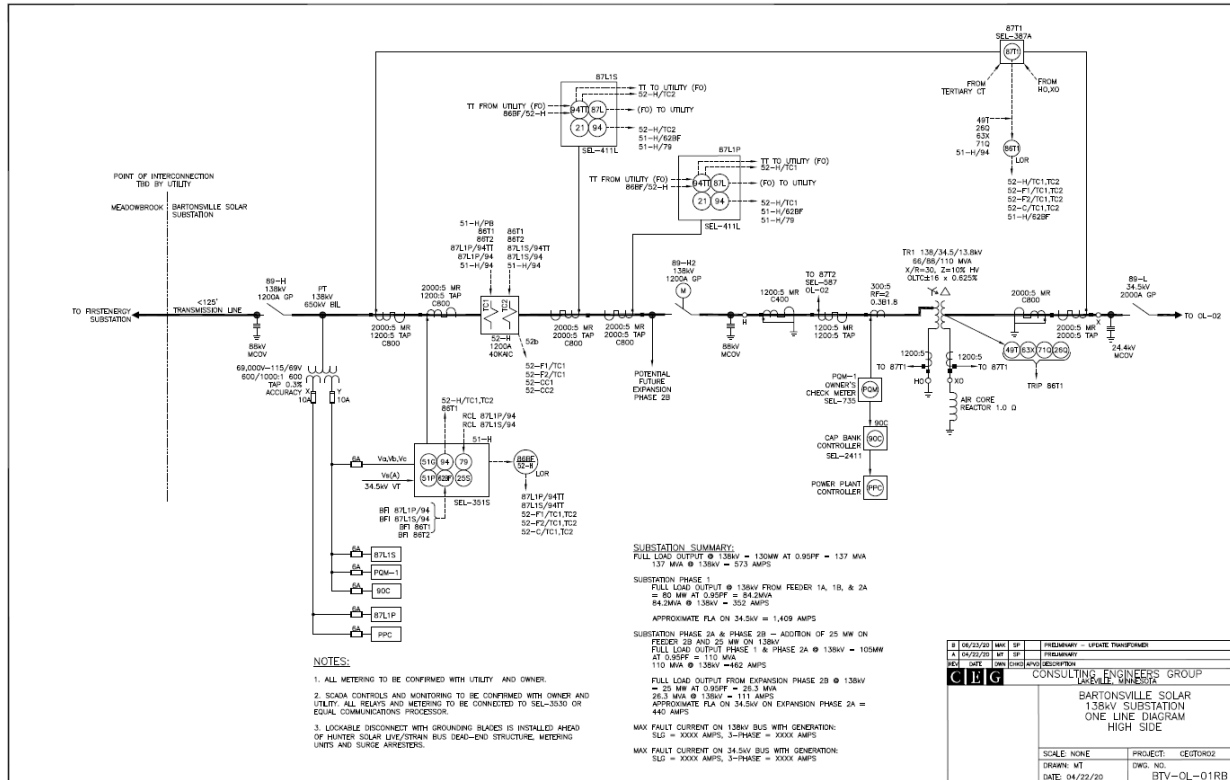 87T1
SEL-387A
87T1
FROM
TERTIARY CT
FROM
HO,XO
49T
26Q
63X
71Q
51-H/94
86T1
LOR
52-H/TC1,TC2
52-F1/TC1,TC2
52-F2/TC1,TC2
52-C/TC1,TC2
51-H/62BF
87L1S
TT TO UTILITY (FO)
52-H/TC2
TT FROM UTILITY (FO)
86BF/52-H
94TT 87L
(FO) TO UTILITY
21 94
52-H/TC2
51-H/62BF
51-H/79
SEL-411L
87L1P
TT TO UTILITY (FO)
52-H/TC1
TT FROM UTILITY (FO)
86BF/52-H
94TT 87L
(FO) TO UTILITY
21 94
52-H/TC1
51-H/62BF
51-H/79
SEL-411L
POINT OF INTERCONNECTION
TBD BY UTILITY
MEADOWBROOK
BARTONSVILLE SOLAR
SUBSTATION
TO FIRSTENERGY
SUBSTATION
<125'
TRANSMISSION LINE
89-H
138kV
1200A GP
88kV
MCOV
PT
138kV
650kV BIL
2000:5 MR
2000:5 TAP
C800
2000:5 MR
1200:5 TAP
C800
51-H/PB
86T1
86T2
87L1P/94TT
87L1P/94
51-H/94
86T1
86T2
87L1S/94TT
87L1S/94
51-H/94
TC1
TC2
52-H
1200A
40KAIC
52b
52-F1/TC1
52-F2/TC1
52-CC1
52-CC2
2000:5 MR
2000:5 TAP
C800
2000:5 MR
2000:5 TAP
C800
POTENTIAL
FUTURE
EXPANSION
PHASE 2B
89-H2
138kV
1200A GP
M
88kV
MCOV
H
1200:5 MR
C400
TO 87T2
SEL-587
OL-02
1200:5 MR
1200:5 TAP
300:5
RF=2
0.3B1.8
PQM-1
OWNER'S
CHECK METER
SEL-735
PQM
90C
CAP BANK
CONTROLLER
90C
SEL-2411
POWER PLANT
CONTROLLER
PPC
TR1 138/34.5/13.8kV
66/88/110 MVA
X/R=30, Z=10% HV
OLTC±16 x 0.625%
1200:5
TO 87T1
HO
1200:5
TO 87T1
XO
AIR CORE
REACTOR 1.0 Ω
2000:5 MR
C800
2000:5 MR
2000:5 TAP
X
49T 63X 71Q 26Q
TRIP 86T1
24.4kV
MCOV
89-L
34.5kV
2000A GP
TO OL-02
69,000V-115/69V
600/1000:1 600
TAP 0.3%
ACCURACY
X
10A
Y
10A
6A
Va,Vb,Vc
Vs(A)
34.5kV VT
52-H/TC1,TC2
86T1
RCL 87L1P/94
RCL 87L1S/94
51-H
51G 94 79
51P 62BF 25S
SEL-351S
86BF
52-H
LOR
87L1P/94TT
87L1S/94TT
52-F1/TC1,TC2
52-F2/TC1,TC2
52-C/TC1,TC2
BFI 87L1P/94
BFI 87L1S/94
BFI 86T1
BFI 86T2
6A
87L1S
6A
PQM-1
6A
90C
6A
87L1P
6A
PPC
NOTES:
1. ALL METERING TO BE CONFIRMED WITH UTILITY AND OWNER.
2. SCADA CONTROLS AND MONITORING TO BE CONFIRMED WITH OWNER AND
UTILITY. ALL RELAYS AND METERING TO BE CONNECTED TO SEL-3530 OR
EQUAL COMMUNICATIONS PROCESSOR.
3. LOCKABLE DISCONNECT WITH GROUNDING BLADES IS INSTALLED AHEAD
OF HUNTER SOLAR LIVE/STRAIN BUS DEAD-END STRUCTURE, METERING
UNITS AND SURGE ARRESTERS.
SUBSTATION SUMMARY:
FULL LOAD OUTPUT @ 138kV = 130MW AT 0.95PF = 137 MVA
137 MVA @ 138kV = 573 AMPS
SUBSTATION PHASE 1
FULL LOAD OUTPUT @ 138kV FROM FEEDER 1A, 1B, & 2A
= 80 MW AT 0.95PF = 84.2MVA
84.2MVA @ 138kV = 352 AMPS
APPROXIMATE FLA ON 34.5kV = 1,409 AMPS
SUBSTATION PHASE 2A & PHASE 2B - ADDITION OF 25 MW ON
FEEDER 2B AND 25 MW ON 138kV
FULL LOAD OUTPUT PHASE 1 & PHASE 2A @ 138kV = 105MW
AT 0.95PF = 110 MVA
110 MVA @ 138kV =462 AMPS
FULL LOAD OUTPUT FROM EXPANSION PHASE 2B @ 138kV
= 25 MW AT 0.95PF = 26.3 MVA
26.3 MVA @ 138kV = 111 AMPS
APPROXIMATE FLA ON 34.5kV ON EXPANSION PHASE 2A =
440 AMPS
MAX FAULT CURRENT ON 138kV BUS WITH GENERATION:
SLG = XXXX AMPS, 3-PHASE = XXXX AMPS
MAX FAULT CURRENT ON 34.5kV BUS WITH GENERATION:
SLG = XXXX AMPS, 3-PHASE = XXXX AMPS
B 06/23/20 MAK SP PRELIMINARY - UPDATE TRANSFORMER
A 04/22/20 MT SP PRELIMINARY
REV DATE DWN CHKD APVD DESCRIPTION
CEG CONSULTING ENGINEERS GROUP
LAKEVILLE, MINNESOTA
BARTONSVILLE SOLAR
138kV SUBSTATION
ONE LINE DIAGRAM
HIGH SIDE
SCALE: NONE PROJECT: CEGTOR02
DRAWN: MT DWG. NO.
DATE: 04/22/20 BTV-OL-01RB